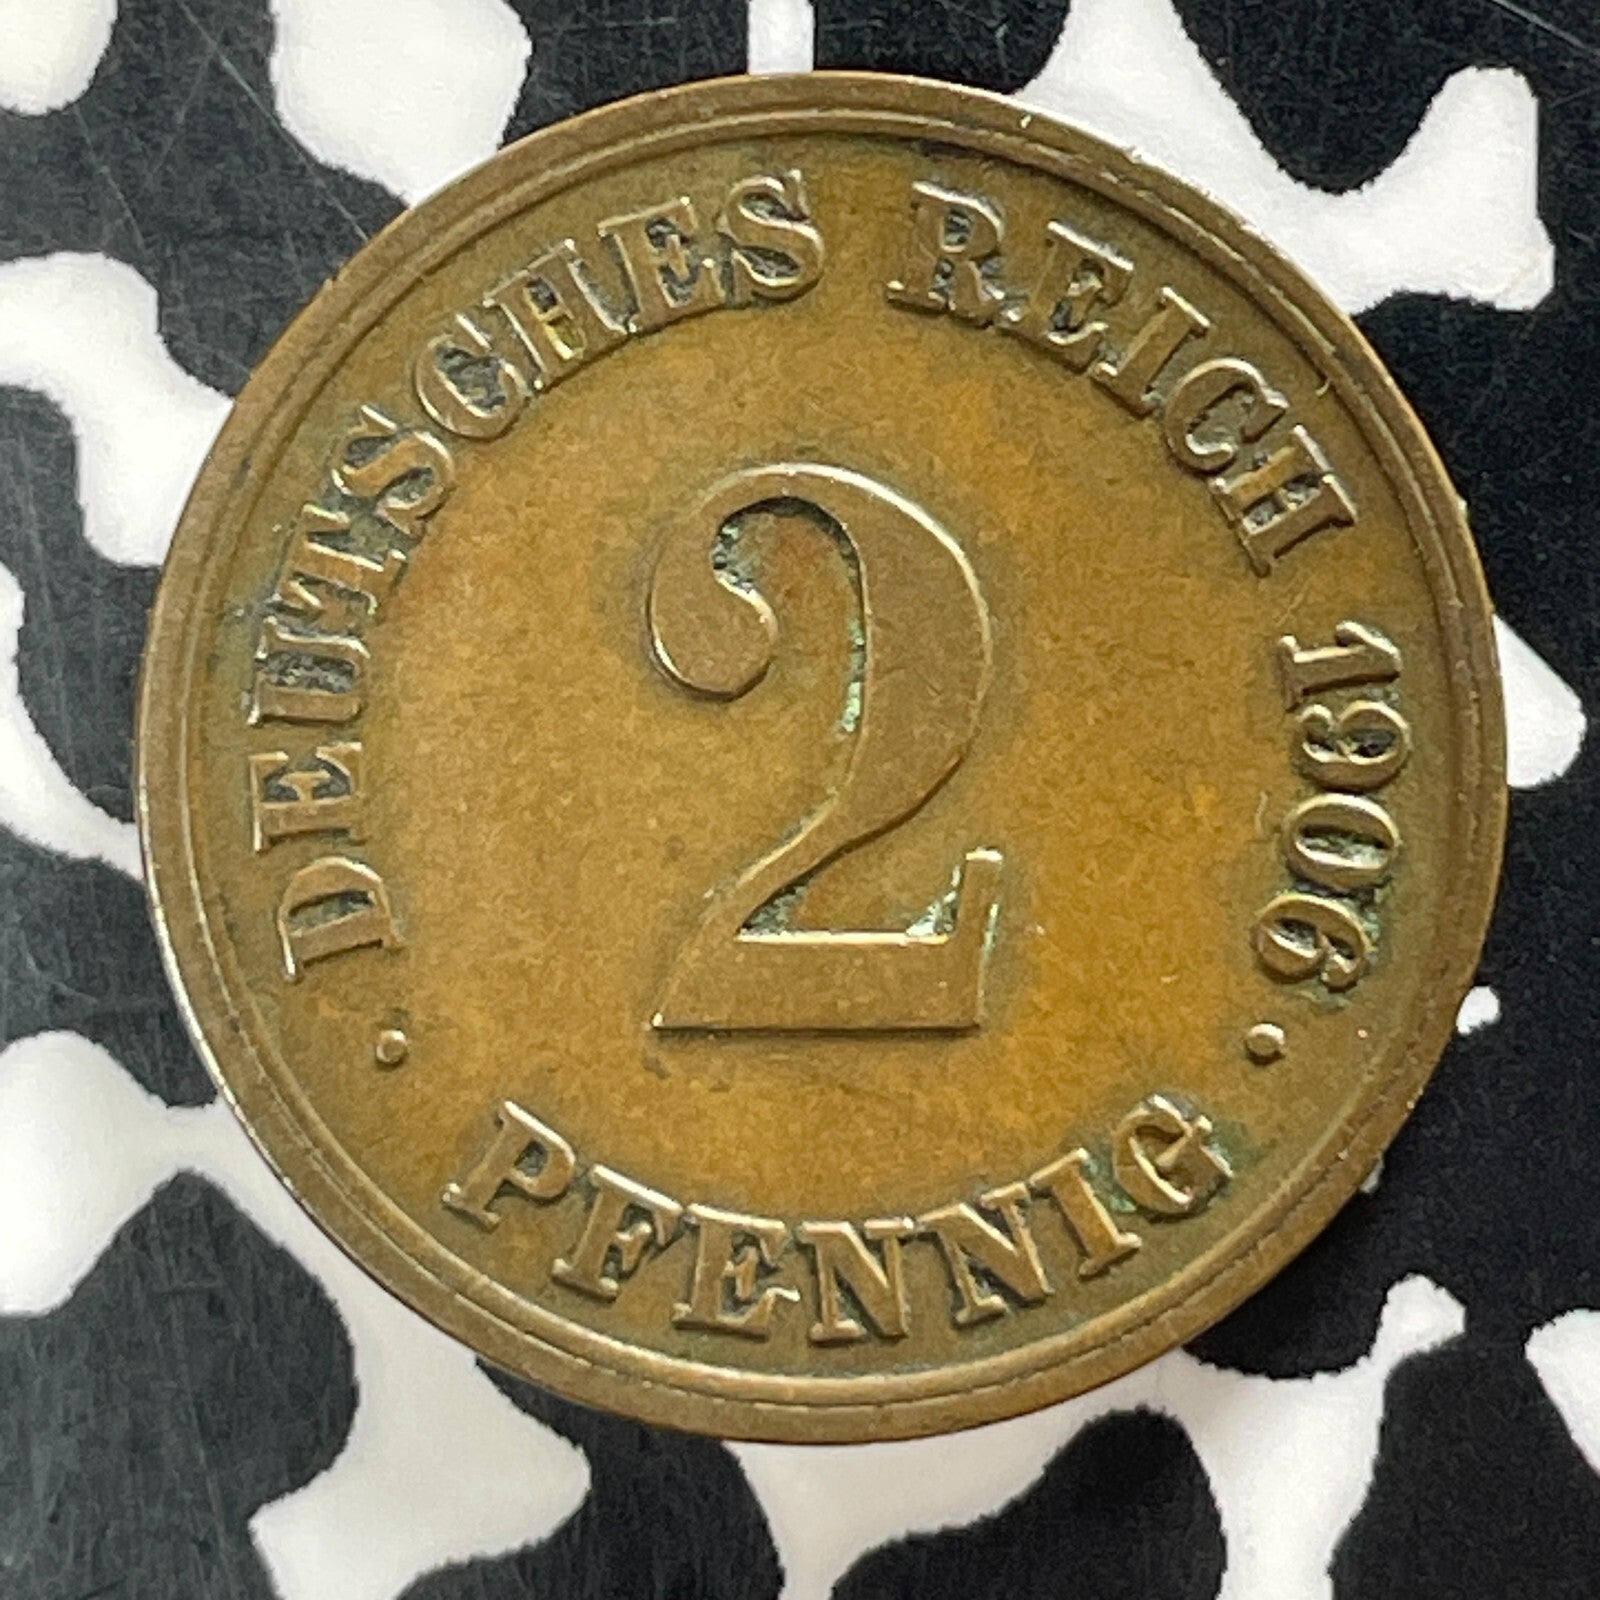 DEUTSCHES REICH 1906
2
· PFENNIG ·